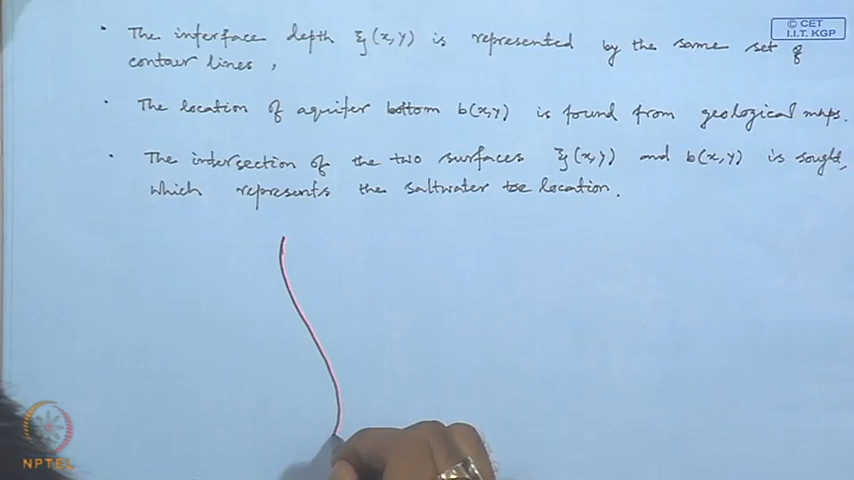 © CET
I.I.T. KGP
• The interface depth ξ(x,y) is represented by the same set of
contour lines,
• The location of aquifer bottom b(x,y) is found from geological maps.
• The intersection of the two surfaces ξ(x,y) and b(x,y) is sought,
which represents the saltwater toe location.
NPTEL